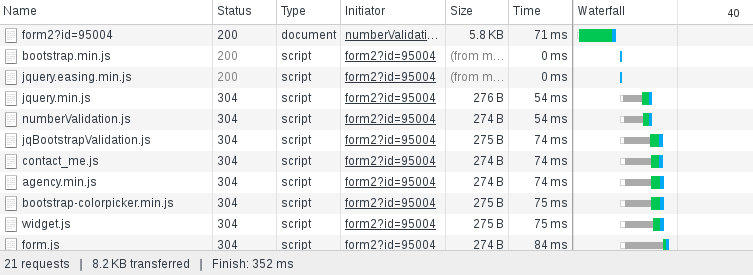 Name Status Type Initiator Size Time Waterfall 40
form2?id=95004 200 document numberValidati... 5.8 KB 71 ms
bootstrap.min.js 200 script form2?id=95004 (from m... 0 ms
jquery.easing.min.js 200 script form2?id=95004 (from m... 0 ms
jquery.min.js 304 script form2?id=95004 276 B 54 ms
numberValidation.js 304 script form2?id=95004 274 B 54 ms
jqBootstrapValidation.js 304 script form2?id=95004 275 B 74 ms
contact_me.js 304 script form2?id=95004 274 B 74 ms
agency.min.js 304 script form2?id=95004 274 B 74 ms
bootstrap-colorpicker.min.js 304 script form2?id=95004 275 B 75 ms
widget.js 304 script form2?id=95004 275 B 75 ms
form.js 304 script form2?id=95004 274 B 84 ms
21 requests | 8.2 KB transferred | Finish: 352 ms